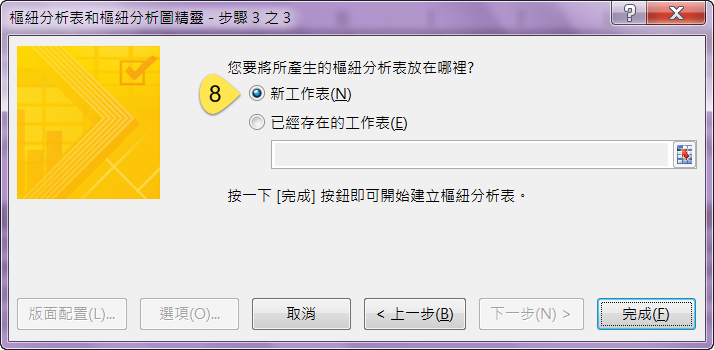 樞紐分析表和樞紐分析圖精靈 - 步驟 3 之 3
?
您要將所產生的樞紐分析表放在哪裡?
8
新工作表(N)
已經存在的工作表(E)
按一下 [完成] 按鈕即可開始建立樞紐分析表。
版面配置(L)...
選項(O)...
取消
< 上一步(B)
下一步(N) >
完成(F)